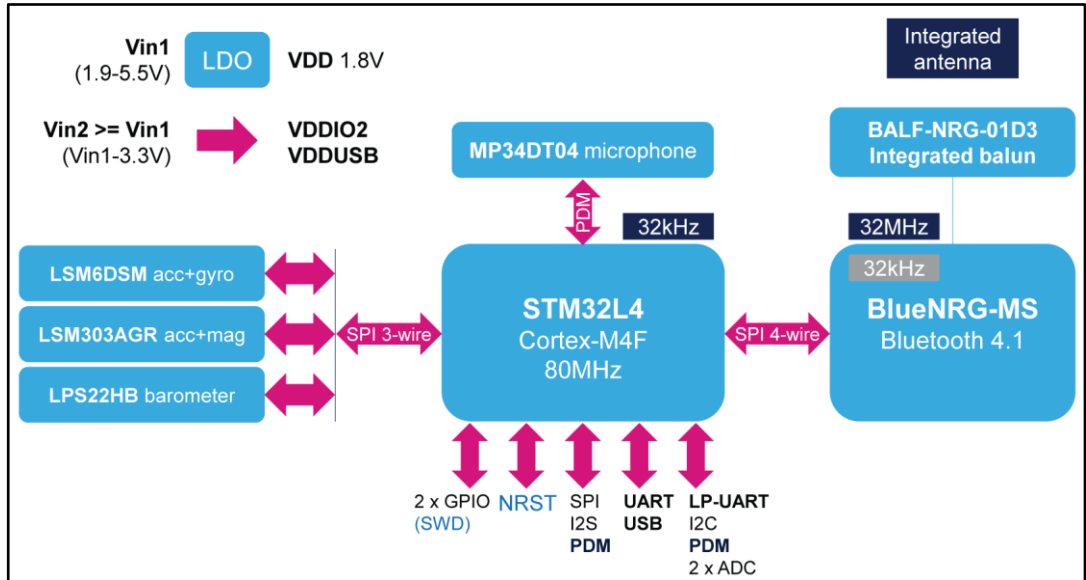 Vin1
(1.9-5.5V)
LDO
VDD 1.8V
Integrated
antenna
Vin2 >= Vin1
(Vin1-3.3V)
VDDIO2
VDDUSB
MP34DT04 microphone
BALF-NRG-01D3
Integrated balun
PDM
32kHz
32MHz
32kHz
LSM6DSM acc+gyro
LSM303AGR acc+mag
LPS22HB barometer
SPI 3-wire
STM32L4
Cortex-M4F
80MHz
SPI 4-wire
BlueNRG-MS
Bluetooth 4.1
2 x GPIO
(SWD)
NRST
SPI
I2S
PDM
UART
USB
LP-UART
I2C
PDM
2 x ADC